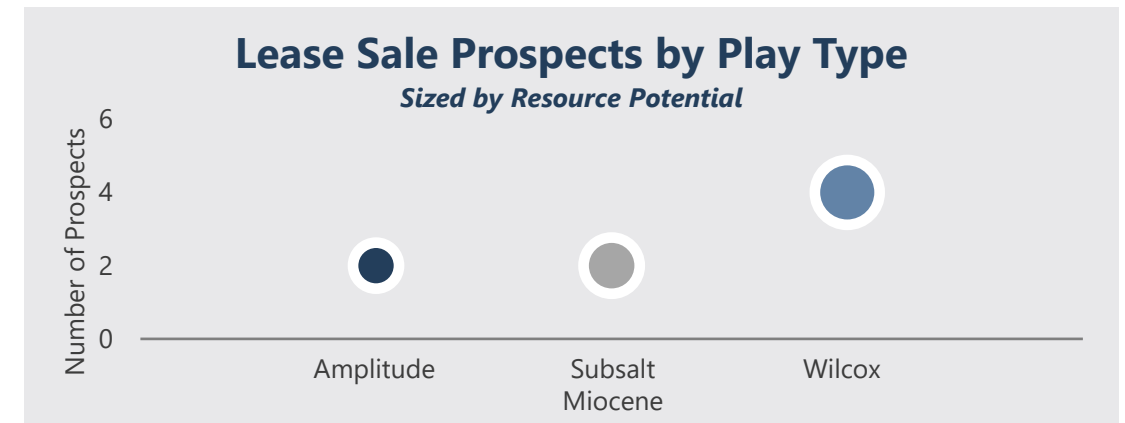 Lease Sale Prospects by Play Type
Sized by Resource Potential
Number of Prospects
6
4
2
0
Amplitude
Subsalt
Miocene
Wilcox